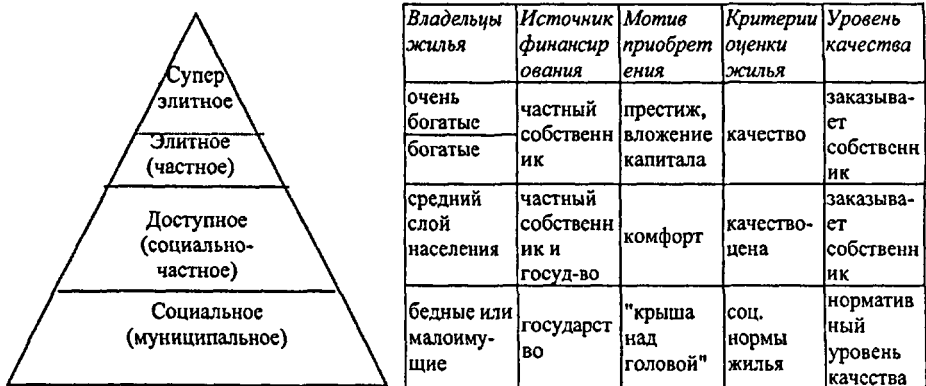 Супер
элитное
Элитное
(частное)
Доступное
(социально-
частное)
Социальное
(муниципальное)
Владельцы жилья
Источник финансир ования
Мотив приобрет ения
Критерии оценки жилья
Уровень качества
очень богатые
богатые
частный собственн ик
престиж, вложение капитала
качество
заказыва- ет собственн ик
средний слой населения
частный собственн ик и госуд-во
комфорт
качество- цена
заказыва- ет собственн ик
бедные или малоиму- щие
государст во
"крыша над головой"
соц. нормы жилья
норматив ный уровень качества